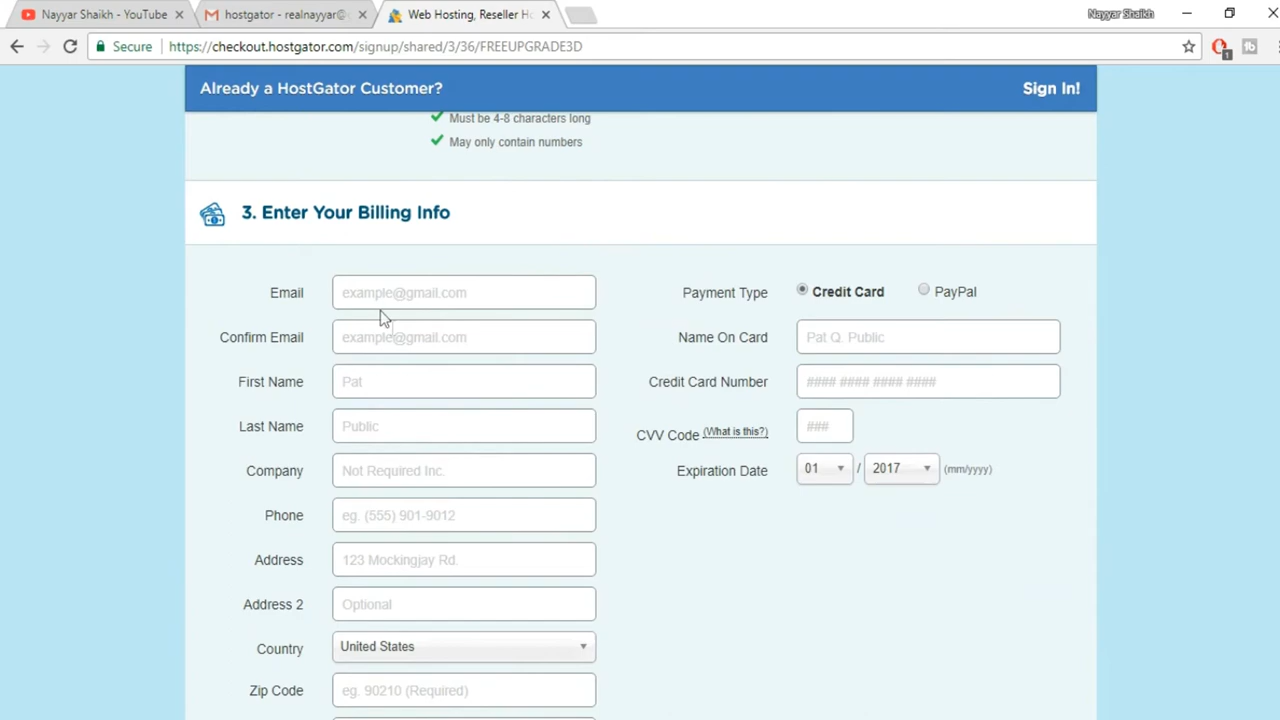 Nayyar Shaikh - YouTube
hostgator - realnayyar@
Web Hosting, Reseller Ho
Nayyar Shaikh
Secure
https://checkout.hostgator.com/signup/shared/3/36/FREEUPGRADE3D
1
Already a HostGator Customer?
Sign In!
Must be 4-8 characters long
May only contain numbers
3. Enter Your Billing Info
Email
example@gmail.com
Payment Type
Credit Card
PayPal
Confirm Email
example@gmail.com
Name On Card
Pat Q. Public
First Name
Pat
Credit Card Number
#### #### #### ####
Last Name
Public
CVV Code (What is this?)
###
Company
Not Required Inc.
Expiration Date
01
/
2017
(mm/yyyy)
Phone
eg. (555) 901-9012
Address
123 Mockingjay Rd.
Address 2
Optional
Country
United States
Zip Code
eg. 90210 (Required)